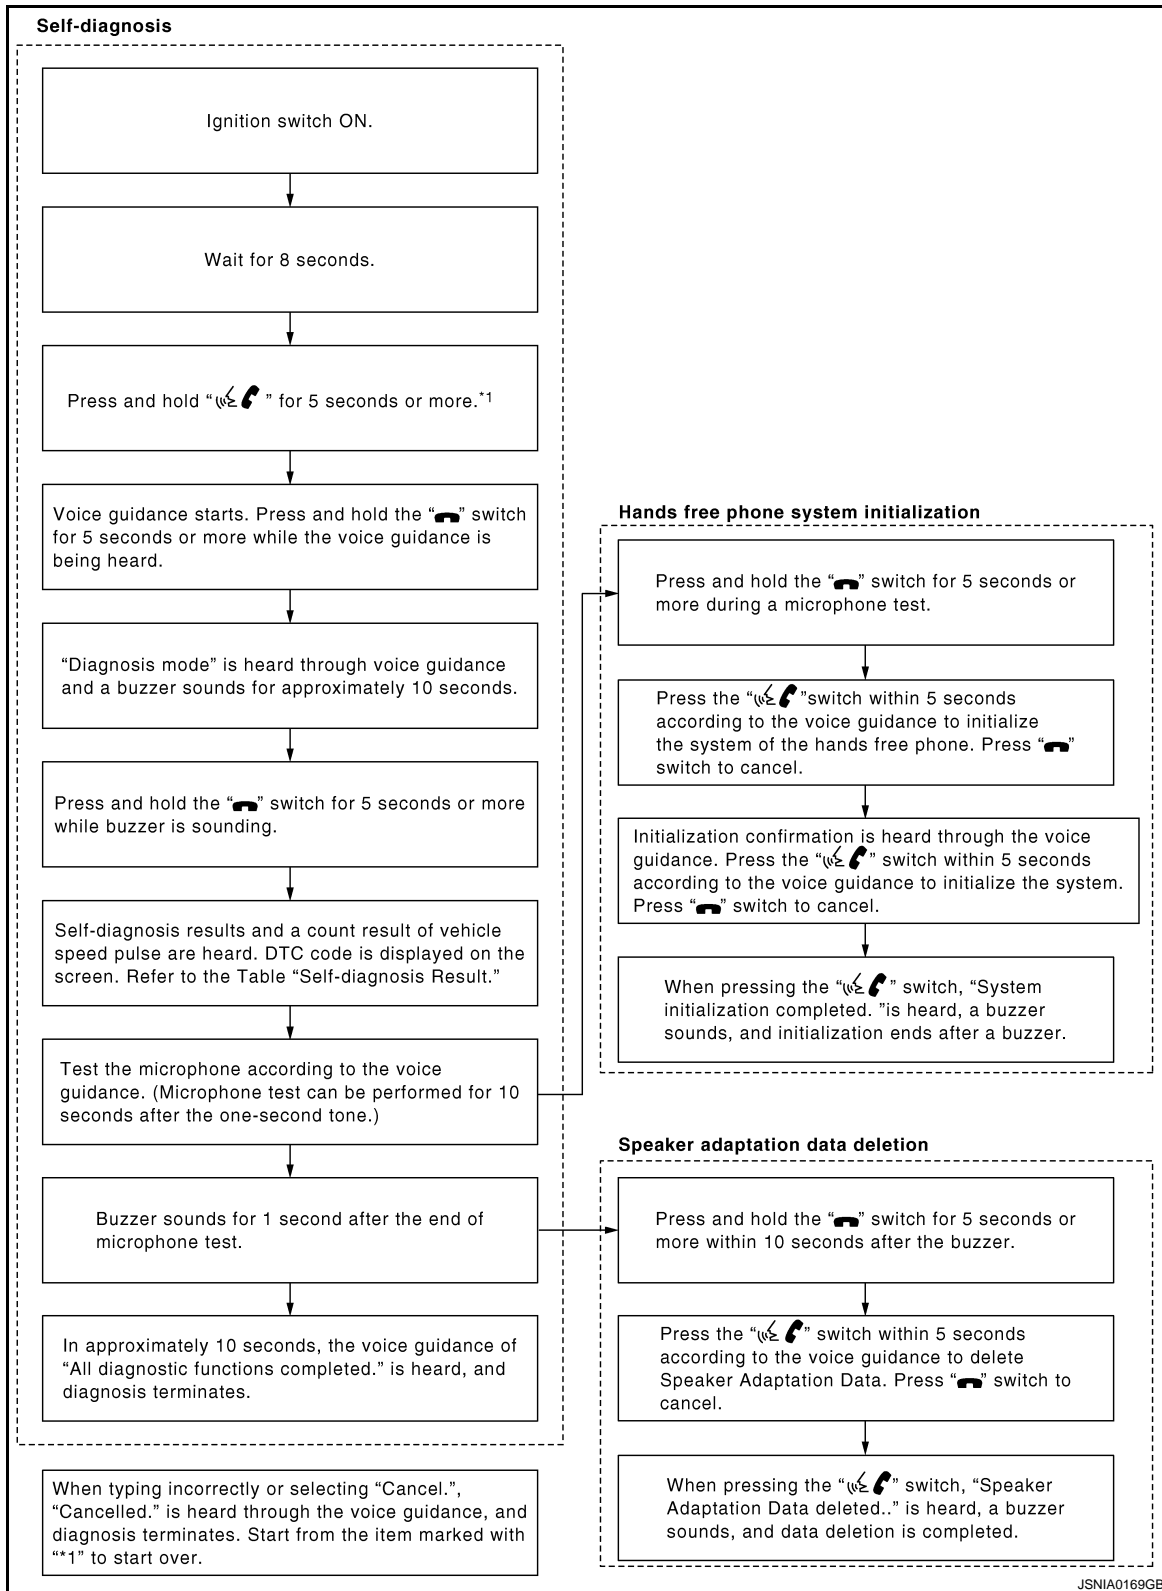 Self-diagnosis
Ignition switch ON.
Wait for 8 seconds.
Press and hold “ ” for 5 seconds or more.*1
Voice guidance starts. Press and hold the “ ” switch
for 5 seconds or more while the voice guidance is
being heard.
“Diagnosis mode” is heard through voice guidance
and a buzzer sounds for approximately 10 seconds.
Press and hold the “ ” switch for 5 seconds or more
while buzzer is sounding.
Self-diagnosis results and a count result of vehicle
speed pulse are heard. DTC code is displayed on the
screen. Refer to the Table “Self-diagnosis Result.”
Test the microphone according to the voice
guidance. (Microphone test can be performed for 10
seconds after the one-second tone.)
Buzzer sounds for 1 second after the end of
microphone test.
In approximately 10 seconds, the voice guidance of
“All diagnostic functions completed.” is heard, and
diagnosis terminates.
When typing incorrectly or selecting “Cancel.”,
“Cancelled.” is heard through the voice guidance, and
diagnosis terminates. Start from the item marked with
“*1” to start over.
Hands free phone system initialization
Press and hold the “ ” switch for 5 seconds or
more during a microphone test.
Press the “ ”switch within 5 seconds
according to the voice guidance to initialize
the system of the hands free phone. Press “ ”
switch to cancel.
Initialization confirmation is heard through the voice
guidance. Press the “ ” switch within 5 seconds
according to the voice guidance to initialize the system.
Press “ ” switch to cancel.
When pressing the “ ” switch, “System
initialization completed. ”is heard, a buzzer
sounds, and initialization ends after a buzzer.
Speaker adaptation data deletion
Press and hold the “ ” switch for 5 seconds or
more within 10 seconds after the buzzer.
Press the “ ” switch within 5 seconds
according to the voice guidance to delete
Speaker Adaptation Data. Press “ ” switch to
cancel.
When pressing the “ ” switch, “Speaker
Adaptation Data deleted..” is heard, a buzzer
sounds, and data deletion is completed.
JSNIA0169GB